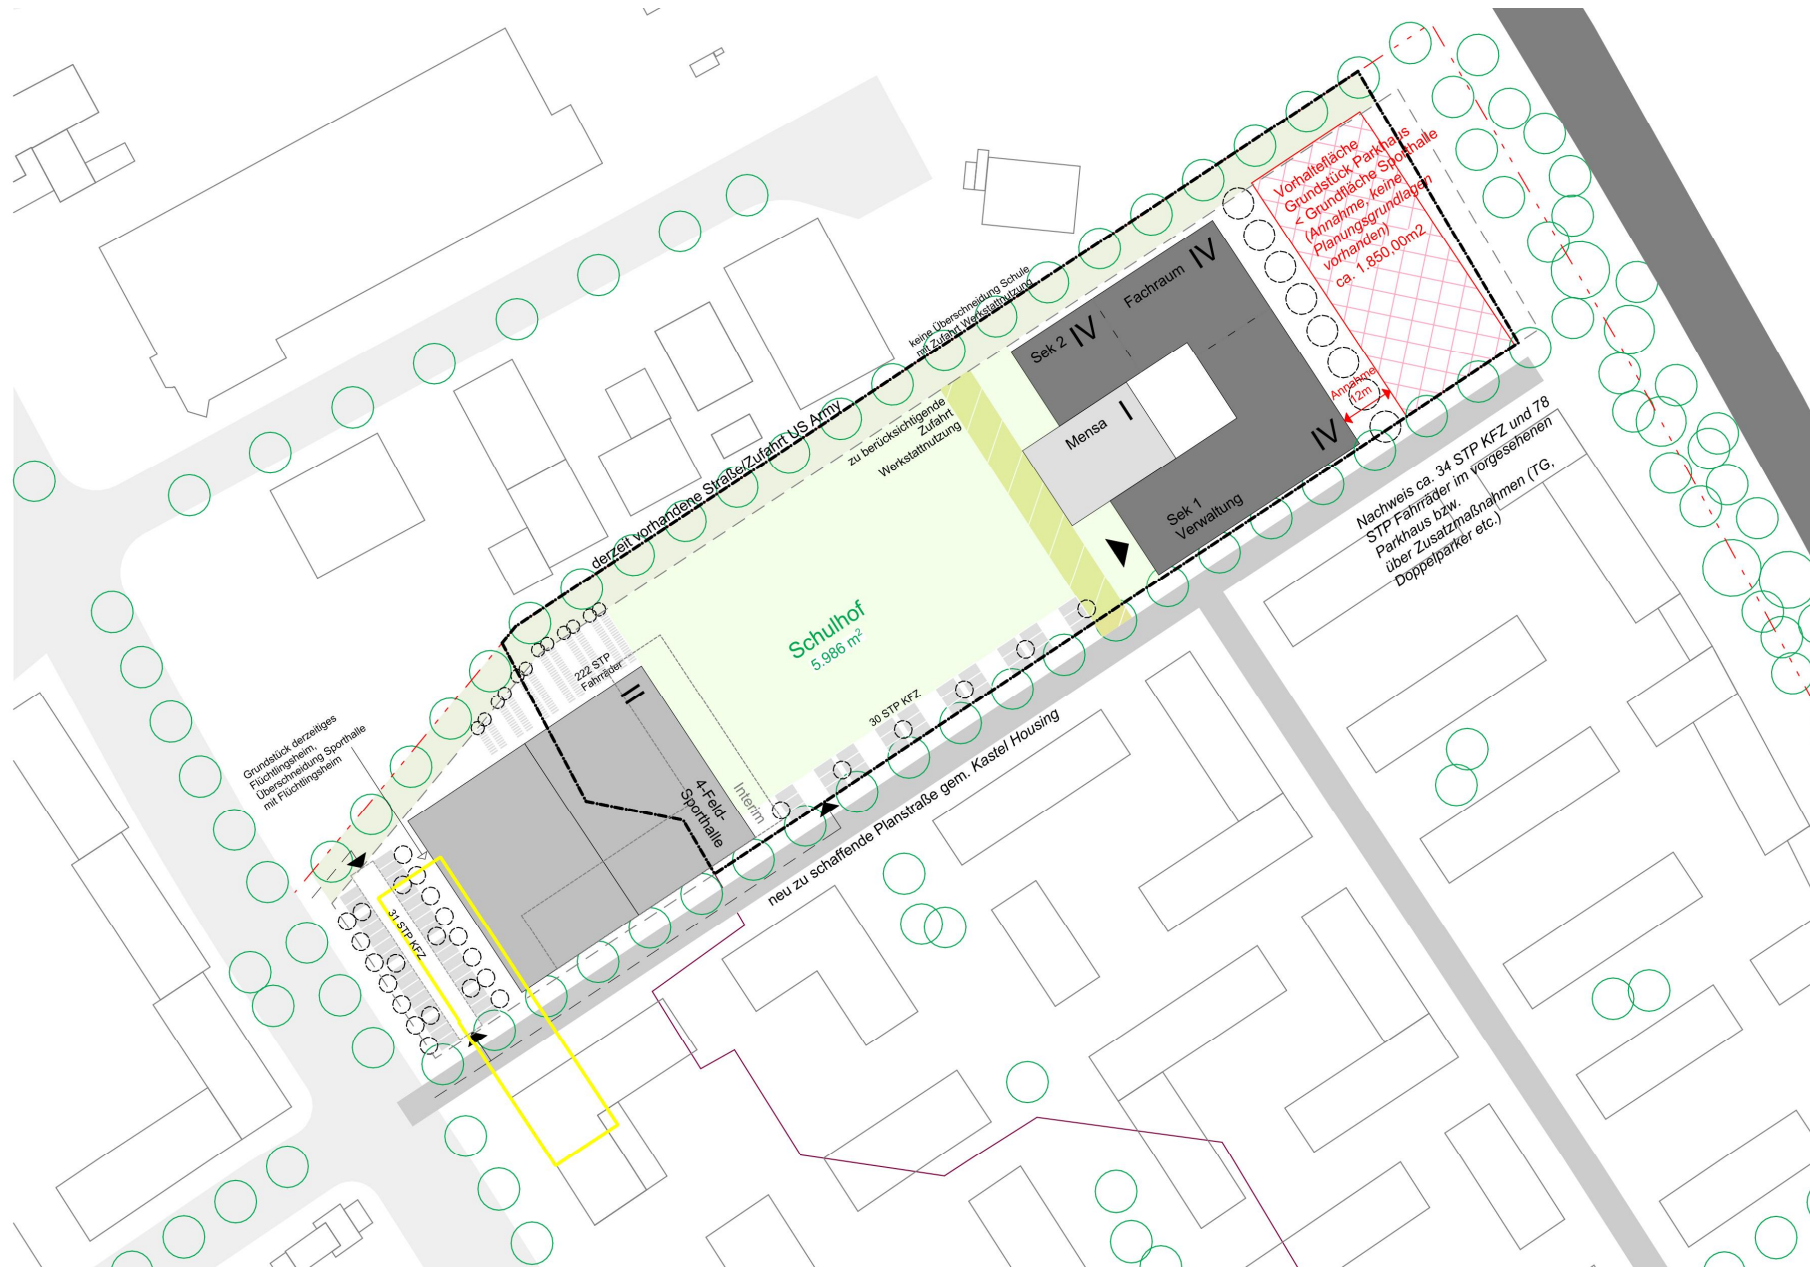 Vorhaltefläche
Grundstück Parkhaus
< Grundfläche Sporthalle
(Annahme, keine
Planungsgrundlagen
vorhanden)
ca. 1.850,00m2
IV
Fachraum
Sek 2
IV
keine Überschneidung Schule
mit Zufahrt Werkstattnutzung
Annahme
12m
Mensa
I
IV
Sek 1
Verwaltung
zu berücksichtigende
Zufahrt
Werkstattnutzung
derzeit vorhandene Straße/Zufahrt US Army
Nachweis ca. 34 STP KFZ und 78
STP Fahrräder im vorgesehenen
Parkhaus bzw.
über Zusatzmaßnahmen (TG,
Doppelparker etc.)
Schulhof
5.986 m²
222 STP
Fahrräder
II
30 STP KFZ
Grundstück derzeitiges
Flüchtlingsheim,
Überschneidung Sporthalle
mit Flüchtlingsheim
4-Feld-
Sporthalle
Interim
neu zu schaffende Planstraße gem. Kastel Housing
31 STP KFZ